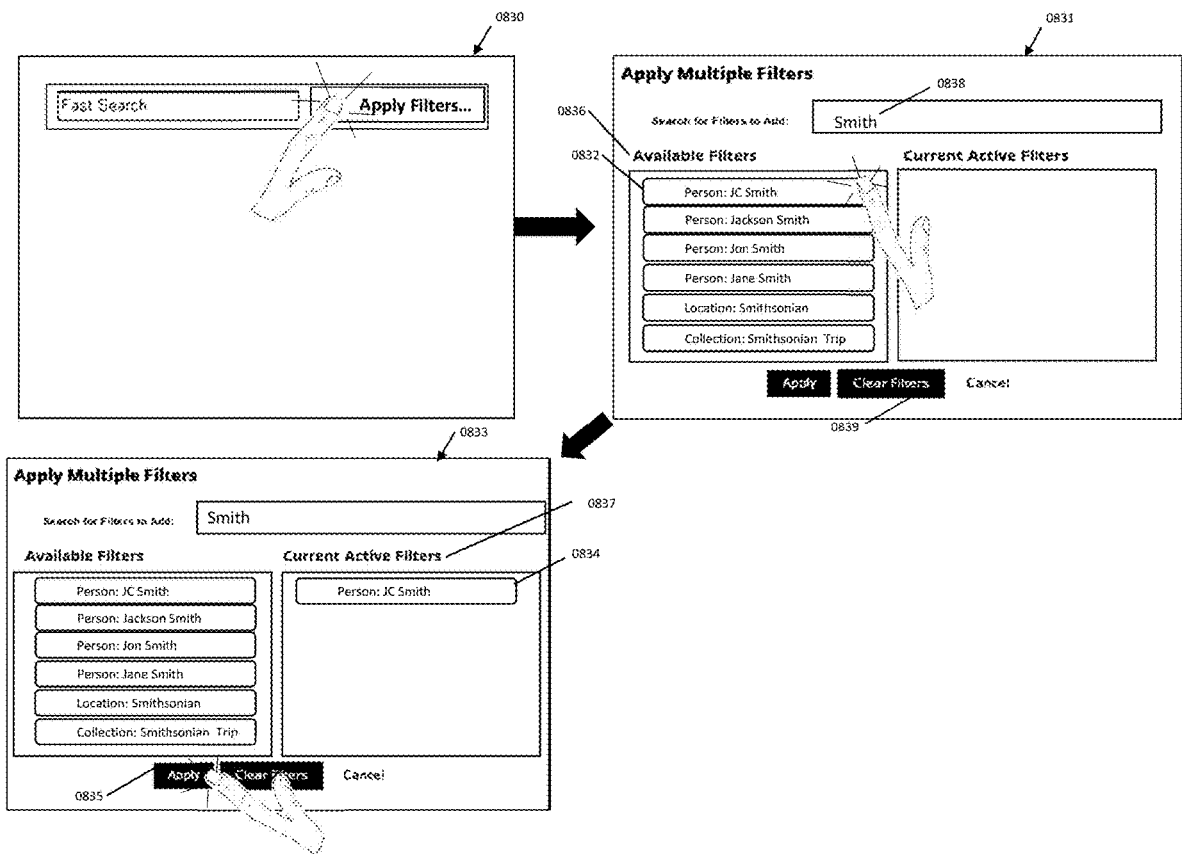 0830
Fast Search
Apply Filters...
0831
Apply Multiple Filters
0838
Search for Filters to Add:
Smith
0836
0832
Available Filters
Current Active Filters
Person: JC Smith
Person: Jackson Smith
Person: Jon Smith
Person: Jane Smith
Location: Smithsonian
Collection: Smithsonian Trip
Apply
Clear Filters
Cancel
0839
0833
Apply Multiple Filters
Search for Filters to Add:
Smith
0837
Available Filters
Current Active Filters
0834
Person: JC Smith
Person: Jackson Smith
Person: Jon Smith
Person: Jane Smith
Location: Smithsonian
Collection: Smithsonian Trip
Person: JC Smith
Apply
Clear Filters
Cancel
0835